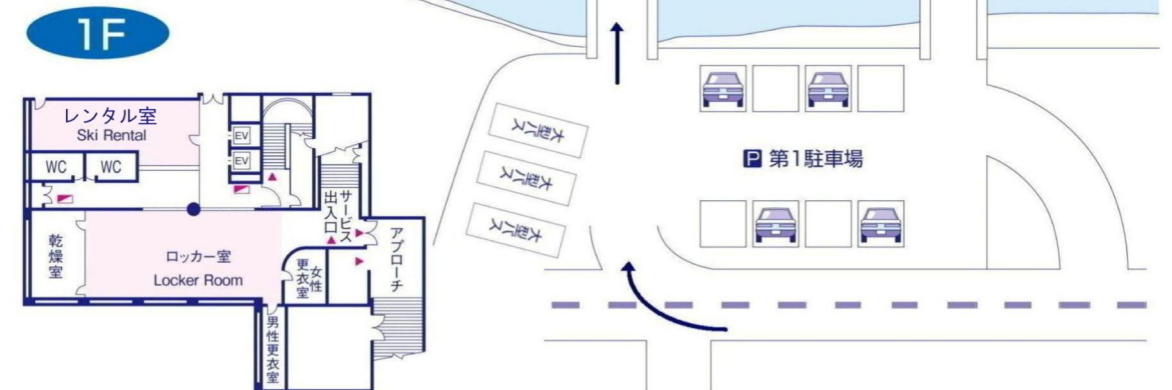 1F
レンタル室
Ski Rental
WC
WC
EV
EV
サービス
出入口
アプローチ
乾燥室
ロッカー室
Locker Room
女性
更衣室
男性更衣室
大型バス
大型バス
大型バス
P 第1駐車場